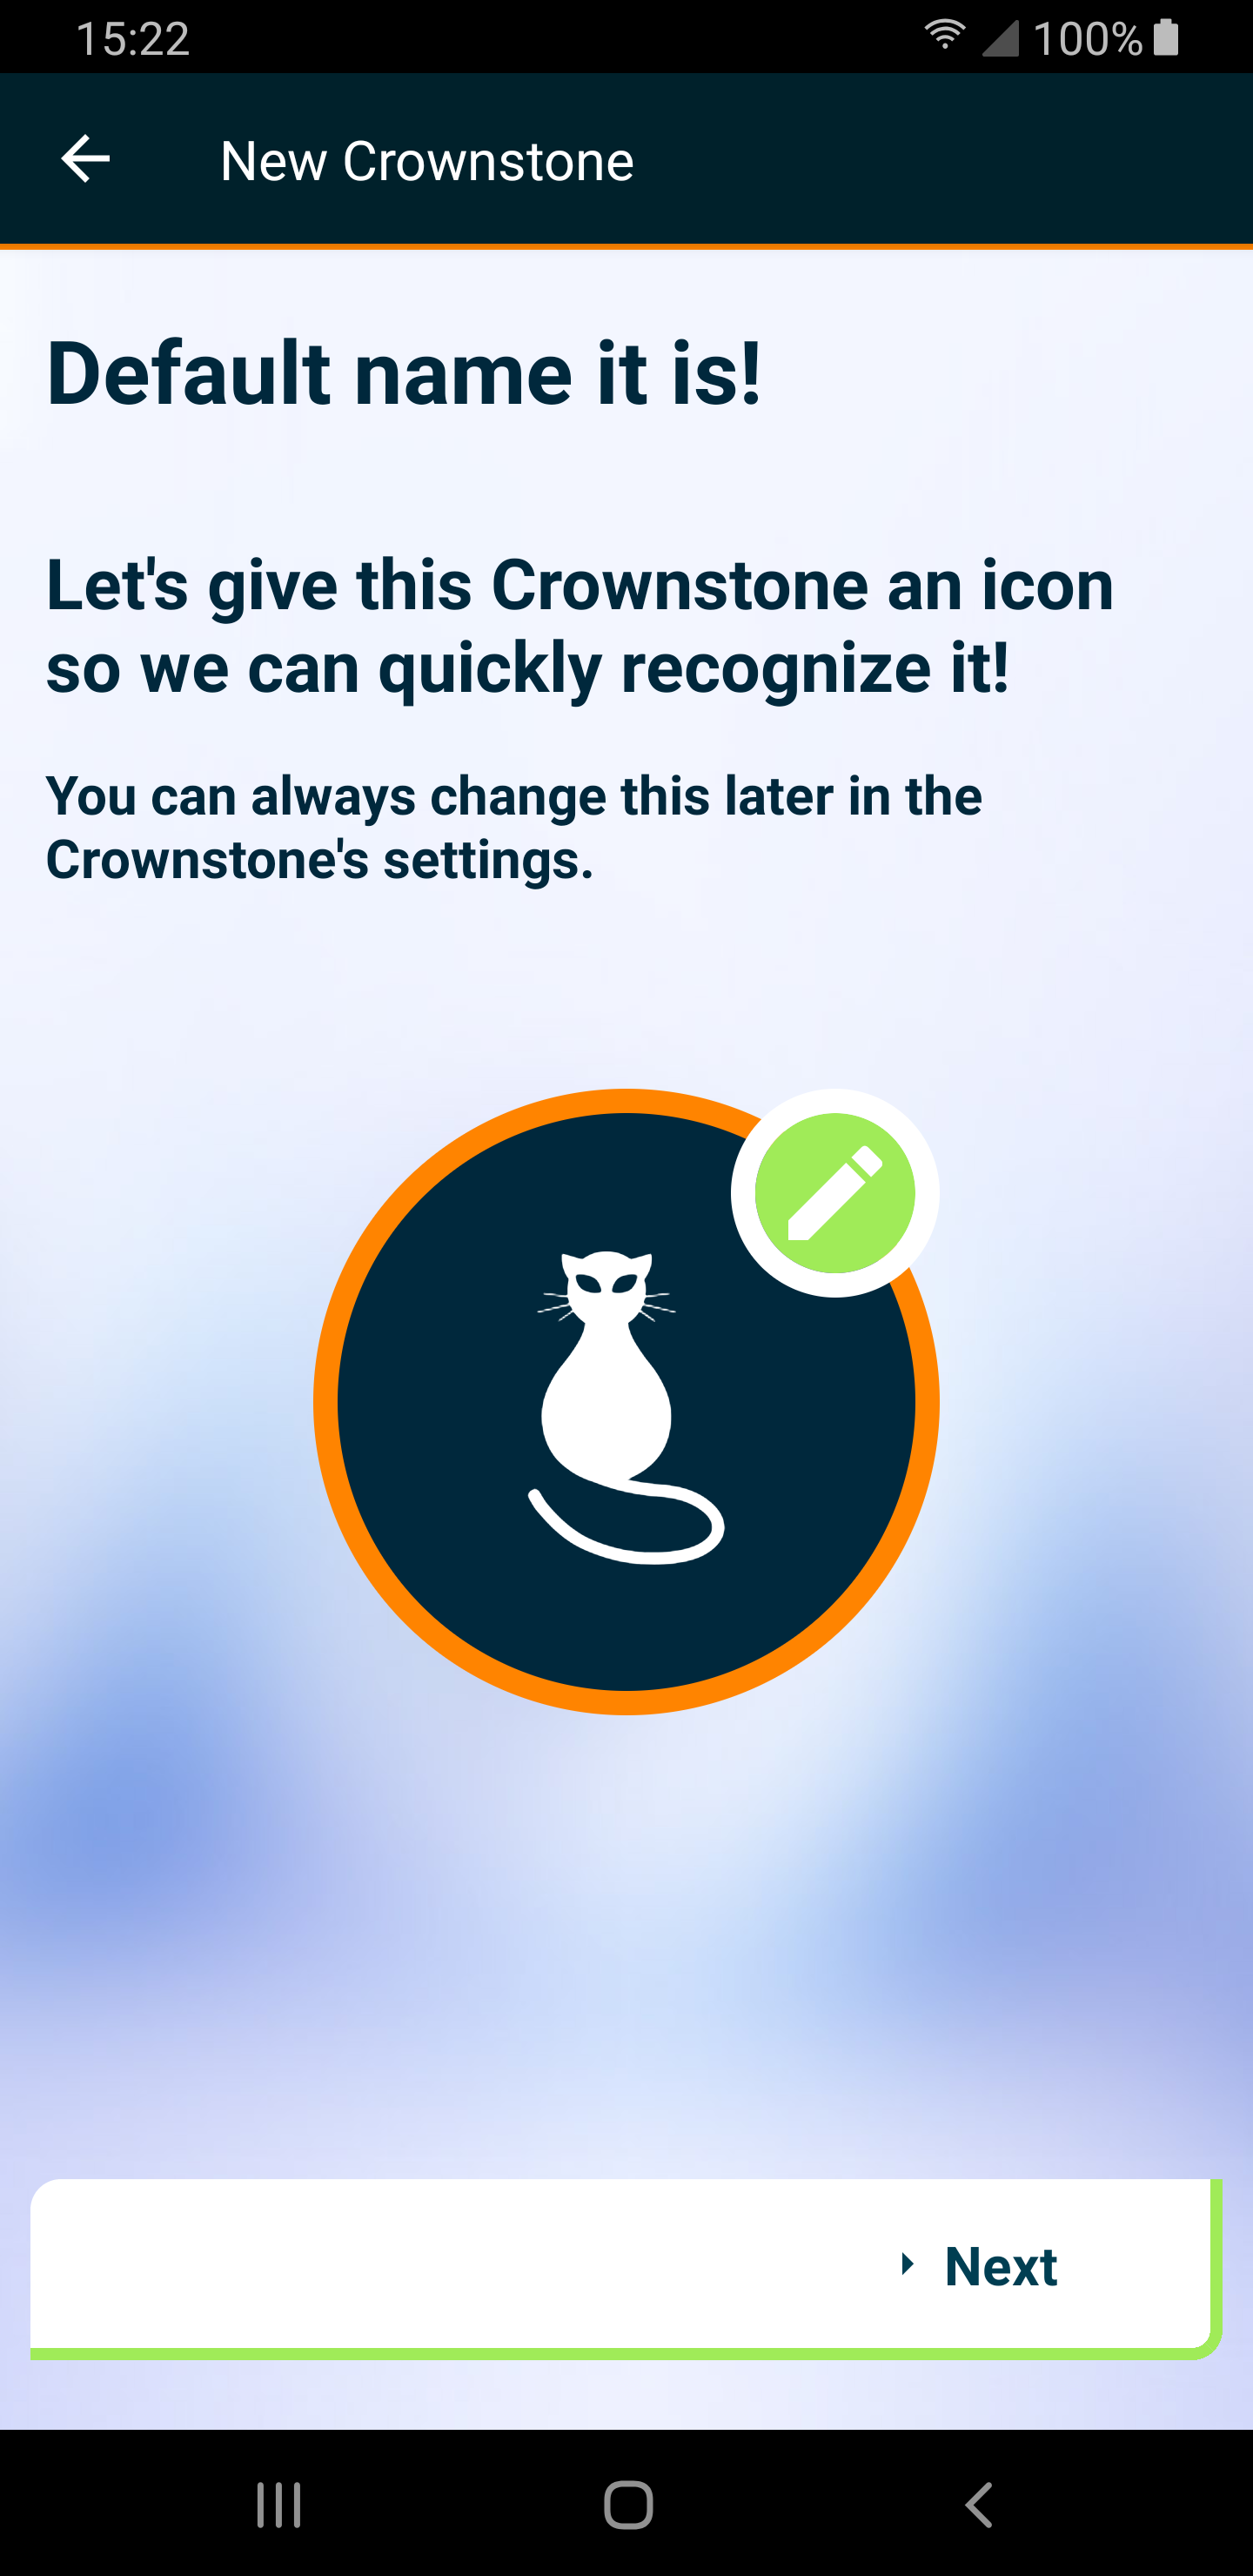 15:22 100%
New Crownstone
Default name it is!
Let's give this Crownstone an icon
so we can quickly recognize it!
You can always change this later in the
Crownstone's settings.
Next